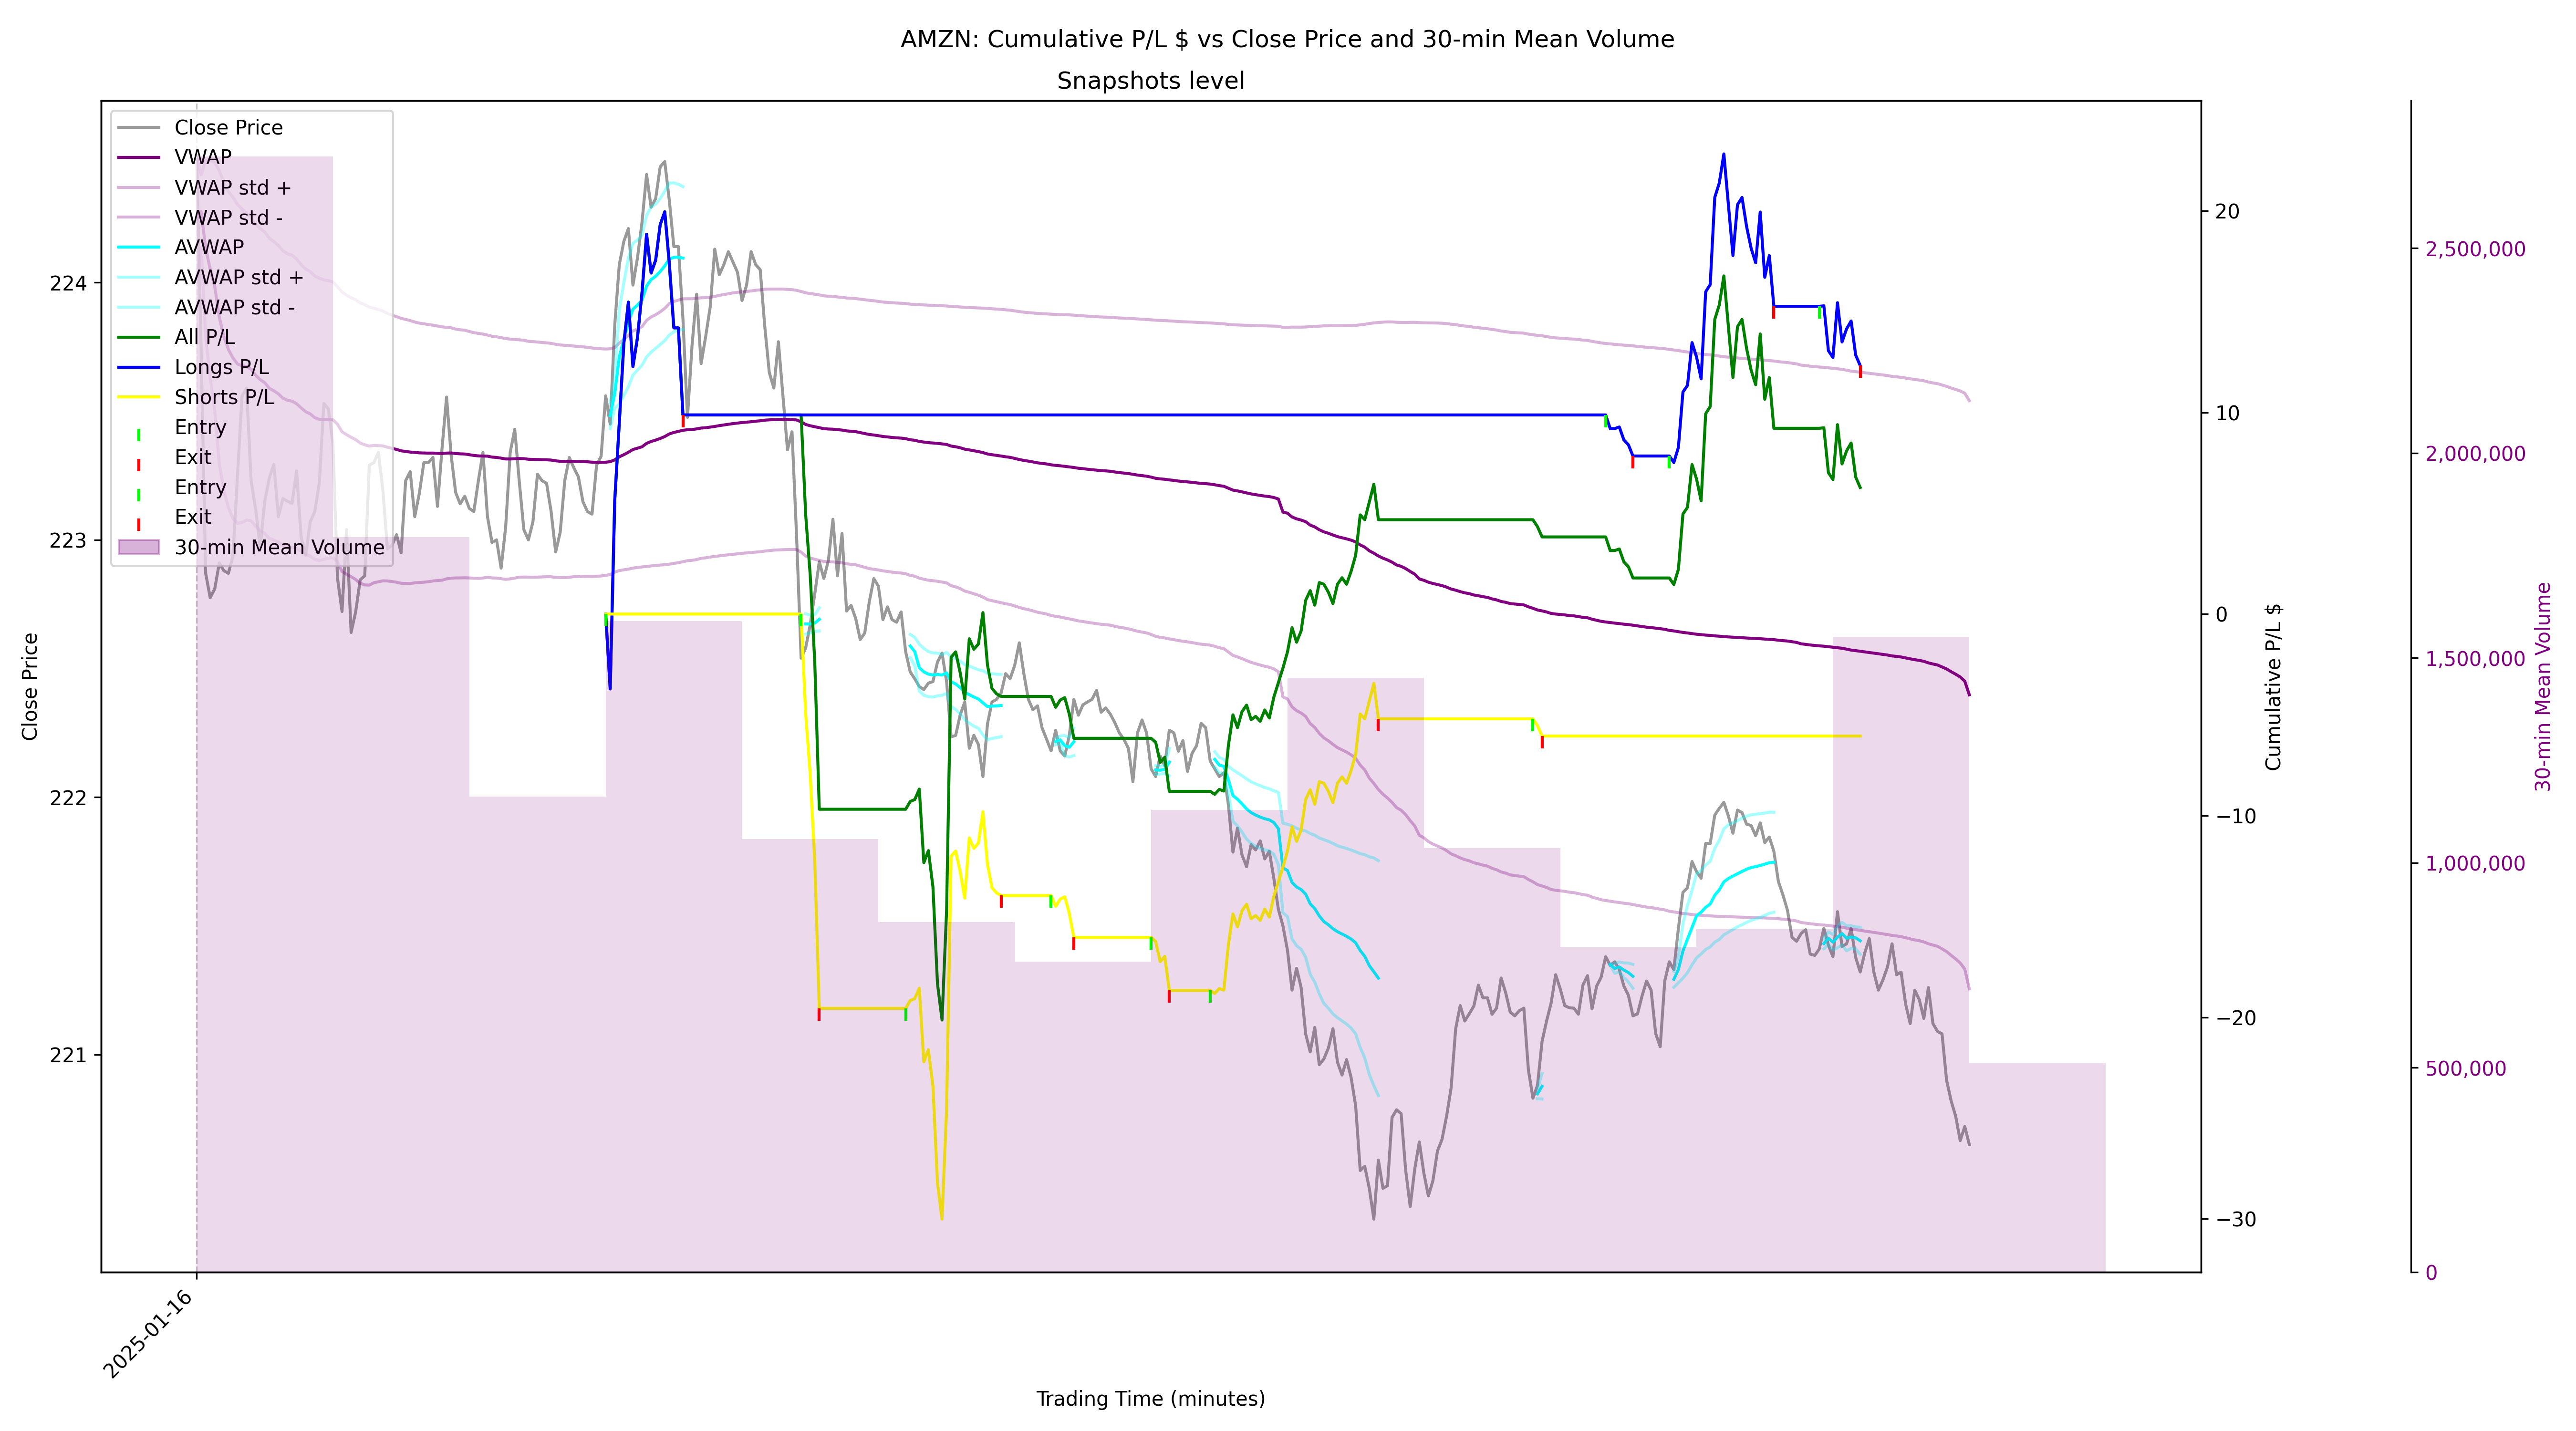 AMZN: Cumulative P/L $ vs Close Price and 30-min Mean Volume
Snapshots level
Close Price
VWAP
VWAP std +
VWAP std -
AVWAP
AVWAP std +
AVWAP std -
All P/L
Longs P/L
Shorts P/L
Entry
Exit
Entry
Exit
30-min Mean Volume
224
223
222
221
Close Price
20
10
0
−10
−20
−30
Cumulative P/L $
2,500,000
2,000,000
1,500,000
1,000,000
500,000
0
30-min Mean Volume
2025-01-16
Trading Time (minutes)